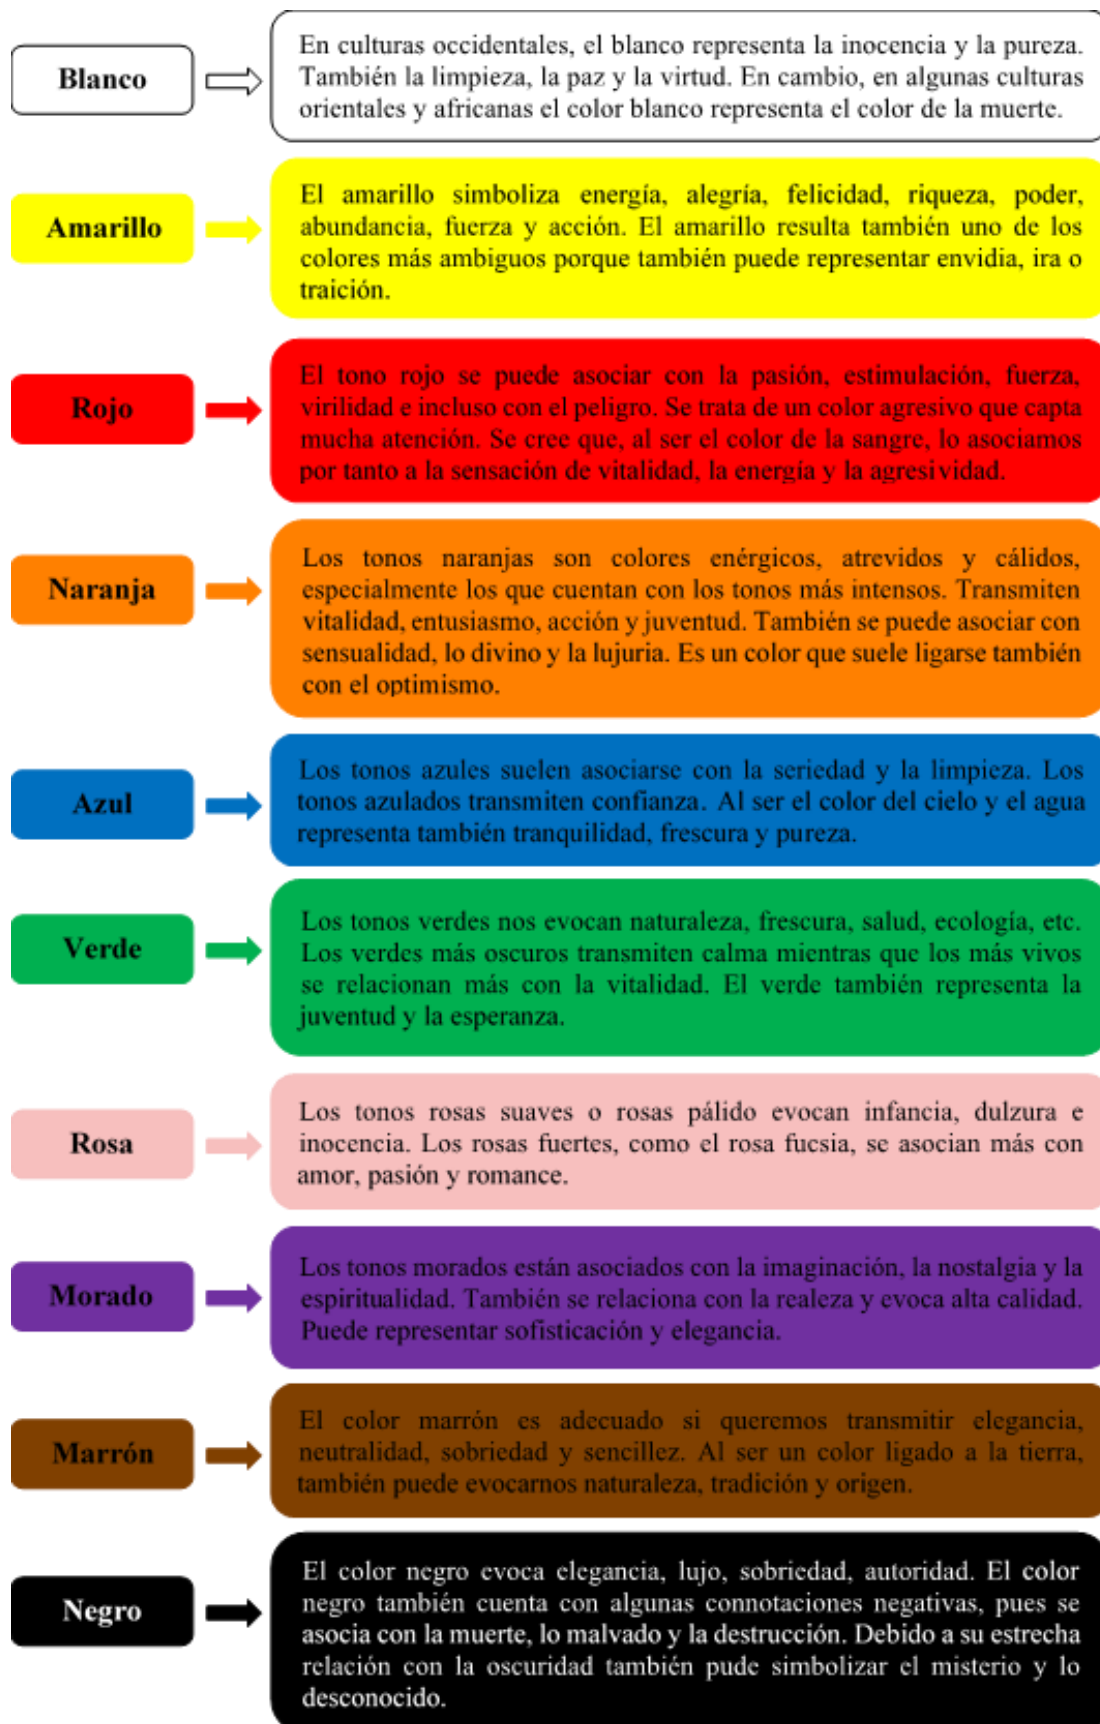 Blanco
En culturas occidentales, el blanco representa la inocencia y la pureza.
También la limpieza, la paz y la virtud. En cambio, en algunas culturas
orientales y africanas el color blanco representa el color de la muerte.
Amarillo
El amarillo simboliza energía, alegría, felicidad, riqueza, poder,
abundancia, fuerza y acción. El amarillo resulta también uno de los
colores más ambiguos porque también puede representar envidia, ira o
traición.
Rojo
El tono rojo se puede asociar con la pasión, estimulación, fuerza,
virilidad e incluso con el peligro. Se trata de un color agresivo que capta
mucha atención. Se cree que, al ser el color de la sangre, lo asociamos
por tanto a la sensación de vitalidad, la energía y la agresividad.
Naranja
Los tonos naranjas son colores enérgicos, atrevidos y cálidos,
especialmente los que cuentan con los tonos más intensos. Transmiten
vitalidad, entusiasmo, acción y juventud. También se puede asociar con
sensualidad, lo divino y la lujuria. Es un color que suele ligarse también
con el optimismo.
Azul
Los tonos azules suelen asociarse con la seriedad y la limpieza. Los
tonos azulados transmiten confianza. Al ser el color del cielo y el agua
representa también tranquilidad, frescura y pureza.
Verde
Los tonos verdes nos evocan naturaleza, frescura, salud, ecología, etc.
Los verdes más oscuros transmiten calma mientras que los más vivos
se relacionan más con la vitalidad. El verde también representa la
juventud y la esperanza.
Rosa
Los tonos rosas suaves o rosas pálido evocan infancia, dulzura e
inocencia. Los rosas fuertes, como el rosa fucsia, se asocian más con
amor, pasión y romance.
Morado
Los tonos morados están asociados con la imaginación, la nostalgia y la
espiritualidad. También se relaciona con la realeza y evoca alta calidad.
Puede representar sofisticación y elegancia.
Marrón
El color marrón es adecuado si queremos transmitir elegancia,
neutralidad, sobriedad y sencillez. Al ser un color ligado a la tierra,
también puede evocarnos naturaleza, tradición y origen.
Negro
El color negro evoca elegancia, lujo, sobriedad, autoridad. El color
negro también cuenta con algunas connotaciones negativas, pues se
asocia con la muerte, lo malvado y la destrucción. Debido a su estrecha
relación con la oscuridad también pude simbolizar el misterio y lo
desconocido.